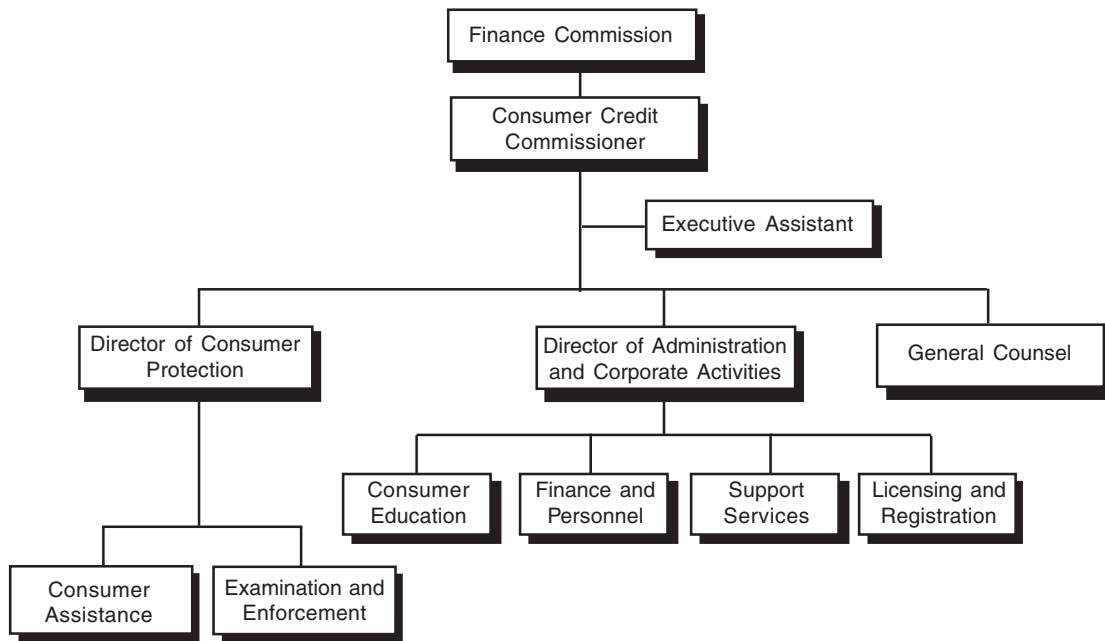 Finance Commission
Consumer Credit
Commissioner
Executive Assistant
Director of Consumer
Protection
Director of Administration
and Corporate Activities
General Counsel
Consumer
Education
Finance and
Personnel
Support
Services
Licensing and
Registration
Consumer
Assistance
Examination and
Enforcement